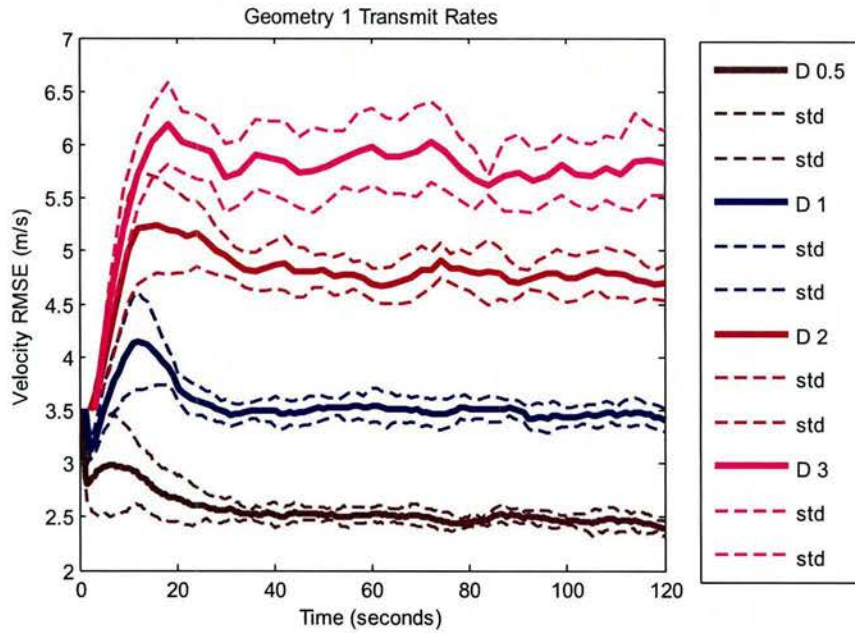 Geometry 1 Transmit Rates
7
6.5
6
5.5
5
4.5
4
3.5
3
2.5
2
Velocity RMSE (m/s)
0 20 40 60 80 100 120
Time (seconds)
D 0.5
std
std
D 1
std
std
D 2
std
std
D 3
std
std